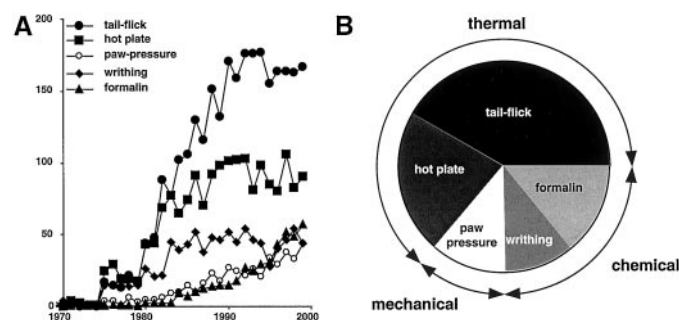 A
tail-flick
hot plate
paw-pressure
writhing
formalin
200
150
100
50
0
1970
1980
1990
2000
B
thermal
tail-flick
hot plate
formalin
paw
pressure
writhing
chemical
mechanical